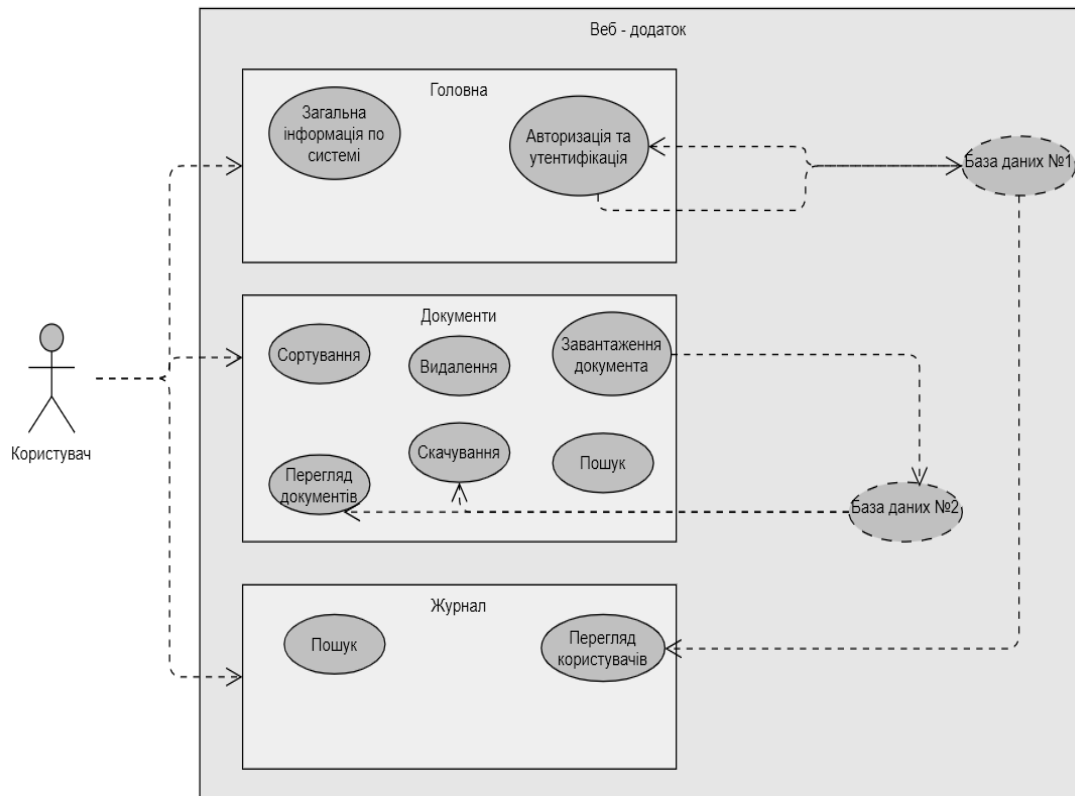 Веб - додаток
Головна
Загальна
інформація по
системі
Авторизація та
утентифікація
База даних №1
Документи
Сортування
Видалення
Завантаження
документа
Користувач
Перегляд
документів
Скачування
Пошук
База даних №2
Журнал
Пошук
Перегляд
користувачів